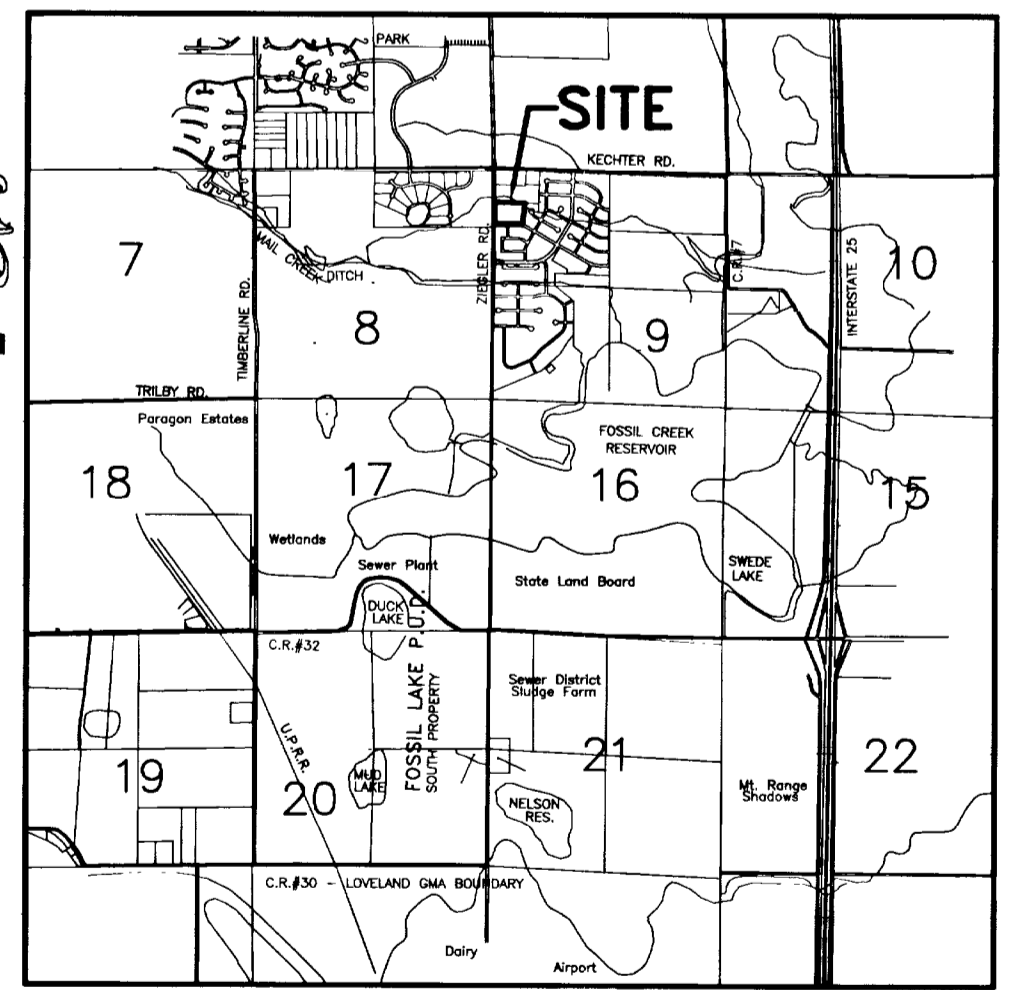 PARK
SITE
KECHTER RD.
7
MAIL CREEK DITCH
TIMBERLINE RD.
8
ZIEGLER RD.
9
C.R.#7
INTERSTATE 25
10
TRILBY RD.
Paragon Estates
18
17
FOSSIL CREEK
RESERVOIR
16
15
Wetlands
Sewer Plant
State Land Board
SWEDE
LAKE
DUCK
LAKE
C.R.#32
FOSSIL LAKE P.U.D.
SOUTH PROPERTY
Sewer District
Sludge Farm
U.P.R.R.
19
20
MUD
LAKE
21
22
NELSON
RES.
Mt. Range
Shadows
C.R.#30 - LOVELAND GMA BOUNDARY
Dairy
Airport